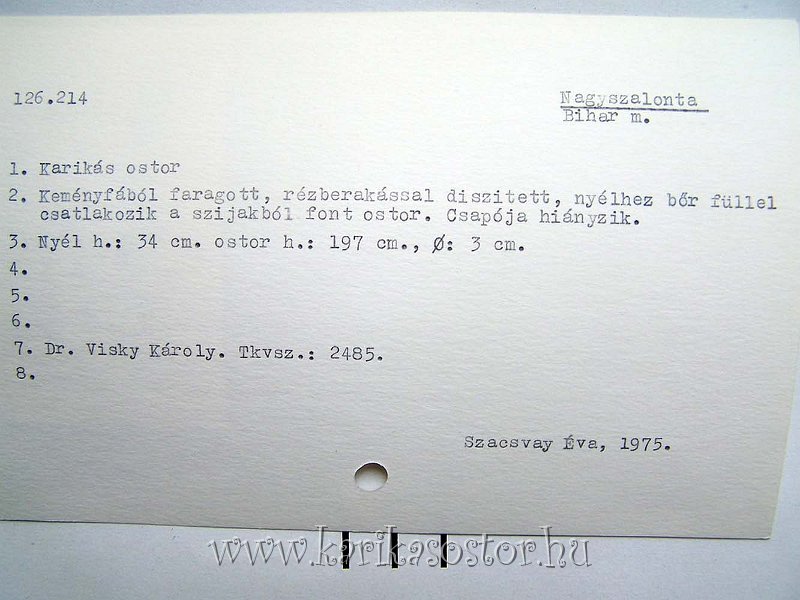 126.214
Nagyszalonta
Bihar m.
1. Karikás ostor
2. Keményfából faragott, rézberakással diszitett, nyélhez bőr füllel
csatlakozik a szijakból font ostor. Csapója hiányzik.
3. Nyél h.: 34 cm. ostor h.: 197 cm., Ø: 3 cm.
4.
5.
6.
7. Dr. Visky Károly. Tkvsz.: 2485.
8.
Szacsvay Éva, 1975.
www.karikasostor.hu